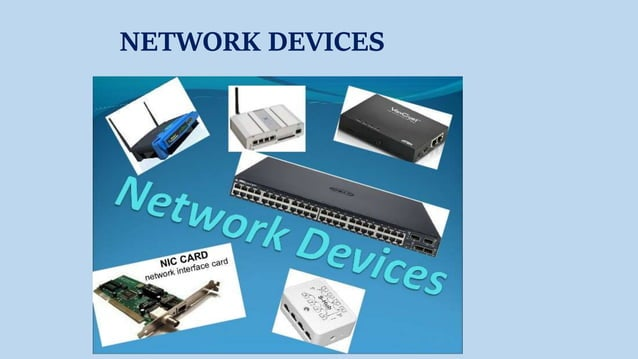 NETWORK DEVICES
Network Devices
NIC CARD
network interface card